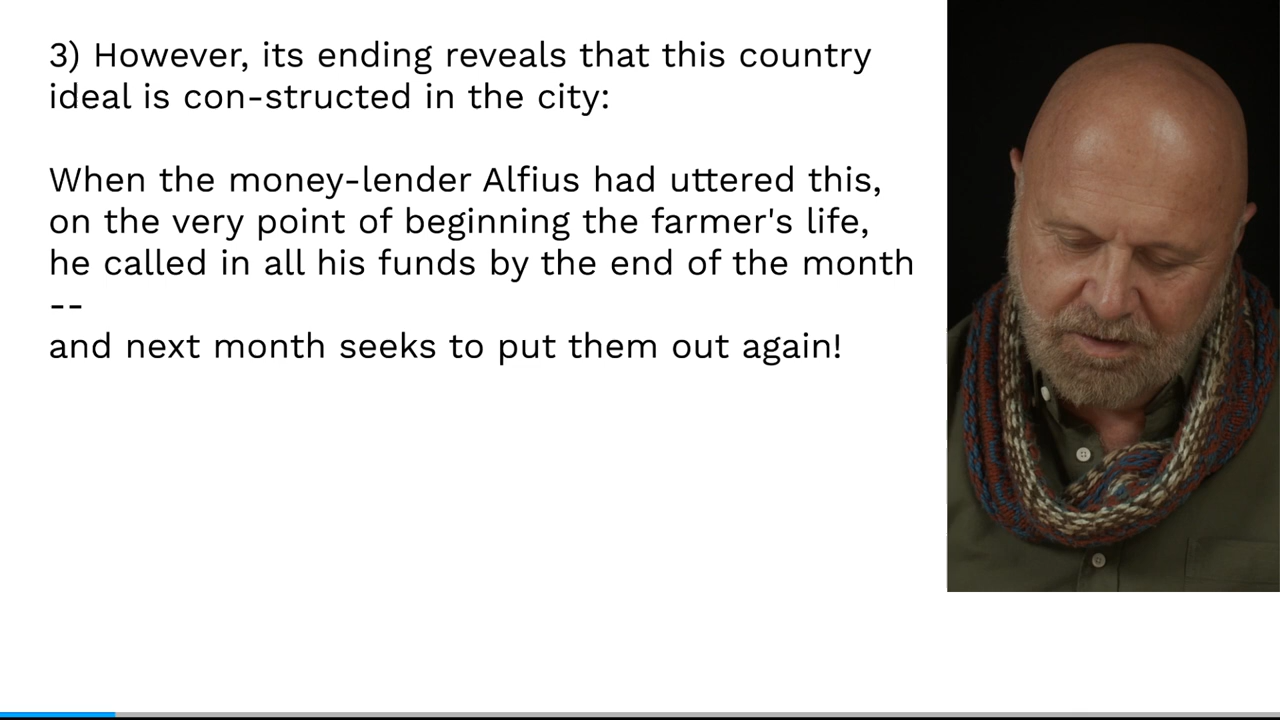 3) However, its ending reveals that this country
ideal is con-structed in the city:
When the money-lender Alfius had uttered this,
on the very point of beginning the farmer's life,
he called in all his funds by the end of the month
--
and next month seeks to put them out again!